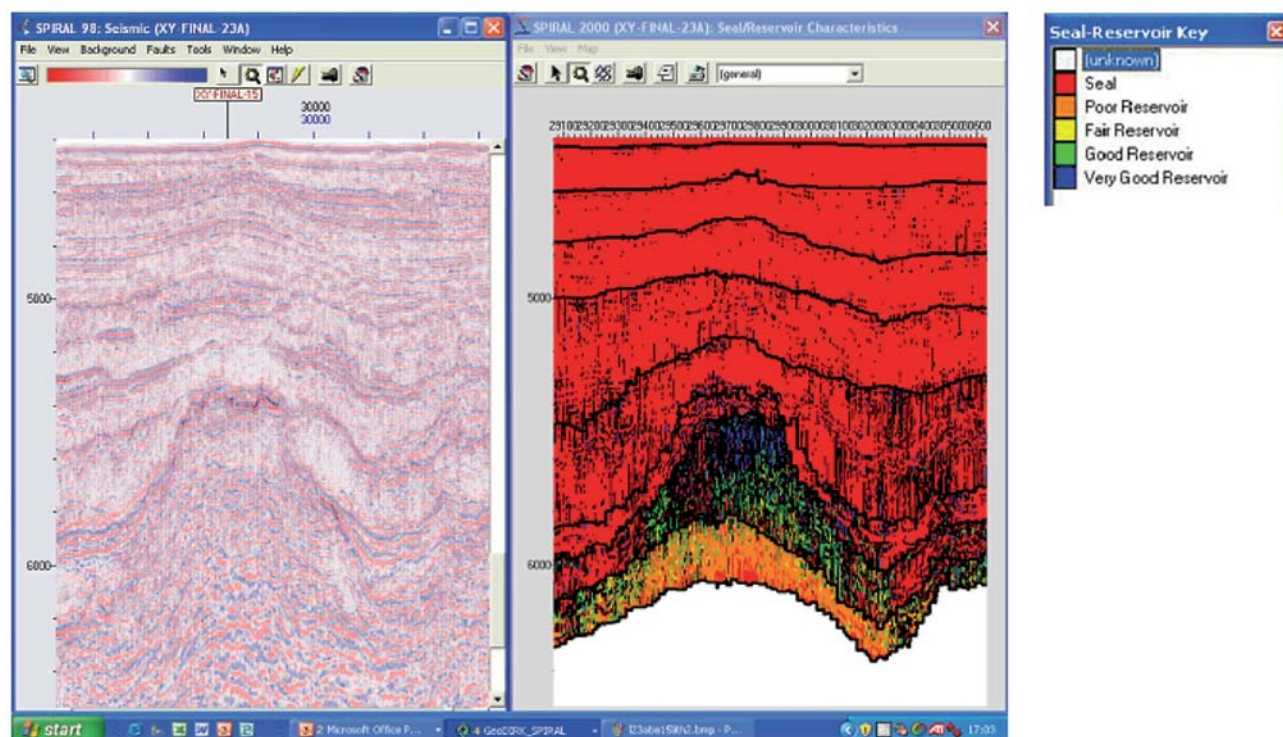 SPIRAL 98: Seismic (XY-FINAL-23A)
File View Background Faults Tools Window Help
XY-FINAL-15
30000
30000
5000
6000
SPIRAL 2000 (XY-FINAL-23A): Seal/Reservoir Characteristics
File View Map
(general)
5000
6000
Seal-Reservoir Key
(unknown)
Seal
Poor Reservoir
Fair Reservoir
Good Reservoir
Very Good Reservoir
start
2 Microsoft Office P...
4 GeoDIRK_SPIRAL
17:03